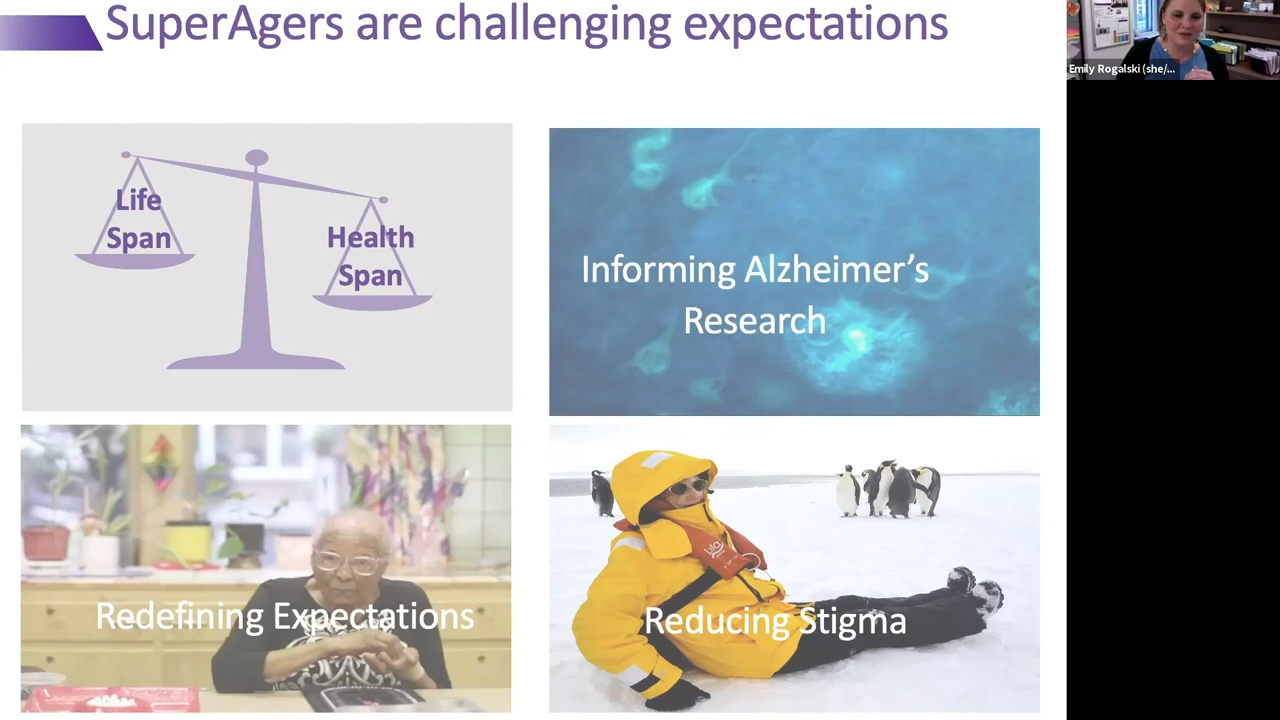 SuperAgers are challenging expectations
Emily Rogalski (she/...
Life
Span
Health
Span
Informing Alzheimer’s
Research
Redefining Expectations
Reducing Stigma